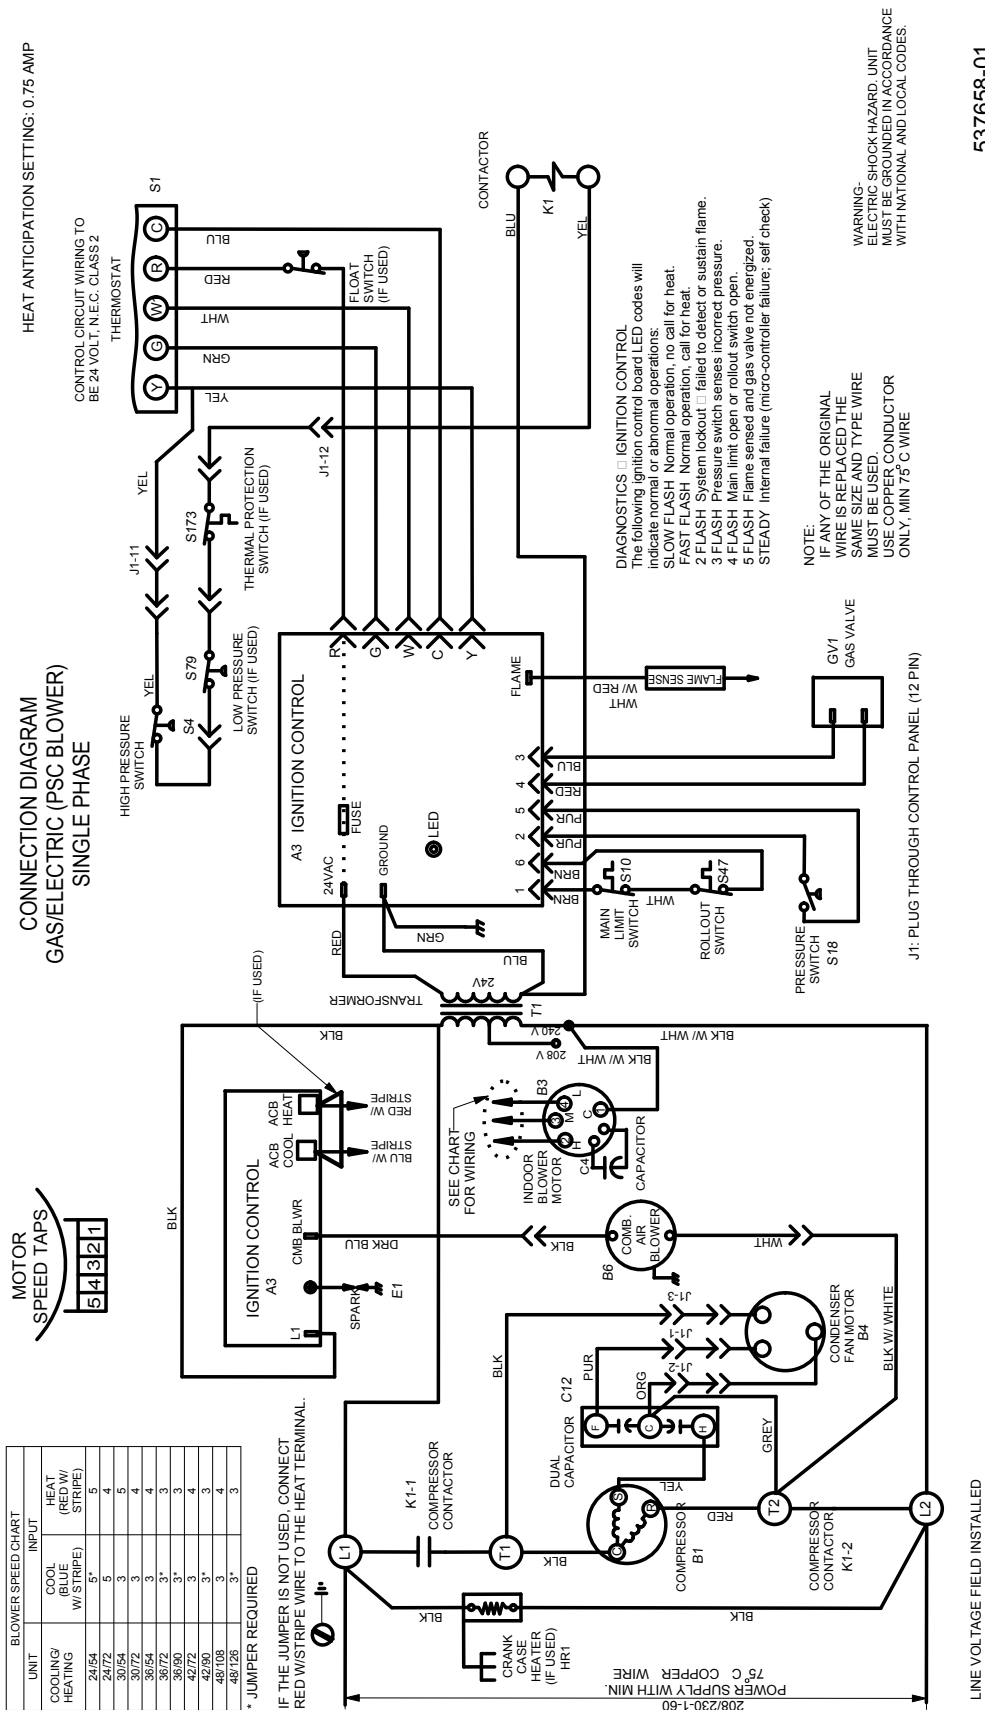 BLOWER SPEED CHART
UNIT
INPUT
COOLING/
HEATING
COOL
(BLUE
W/ STRIPE)
HEAT
(RED W/
STRIPE)
24/54 5* 5
24/72 5 4
30/54 3 5
30/72 3 4
36/54 3 4
36/72 3* 3
36/90 3* 3
42/72 3 4
42/90 3* 3
48/108 3 4
48/126 3* 3
* JUMPER REQUIRED
IF THE JUMPER IS NOT USED, CONNECT
RED W/STRIPE WIRE TO THE HEAT TERMINAL.
MOTOR
SPEED TAPS
5 4 3 2 1
CONNECTION DIAGRAM
GAS/ELECTRIC (PSC BLOWER)
SINGLE PHASE
HEAT ANTICIPATION SETTING: 0.75 AMP
CONTROL CIRCUIT WIRING TO
BE 24 VOLT, N.E.C. CLASS 2
THERMOSTAT
S1
Y G W1 R C
YEL
GRN
WHT
RED
BLU
FLOAT
SWITCH
(IF USED)
J1-11
YEL
YEL
HIGH PRESSURE
SWITCH
S4
S79
LOW PRESSURE
SWITCH (IF USED)
S173
THERMAL PROTECTION
SWITCH (IF USED)
J1-12
CONTACTOR
BLU
K1
YEL
BLK
IGNITION CONTROL
A3
L1
SPARK
E1
CMB BLWR
ACB
COOL
ACB
HEAT
(IF USED)
BLU W/
STRIPE
RED W/
STRIPE
DRK BLU
BLK
TRANSFORMER
24V
T1
240 V
208 V
RED
GRN
BLU
A3 IGNITION CONTROL
24VAC
FUSE
GROUND
LED
R
G
W
C
Y
FLAME
1 6 2 5 4 3
BRN
BRN
PUR
PUR
RED
BLU
WHT
W/ RED
FLAME SENSE
MAIN
LIMIT
SWITCH
S10
WHT
ROLLOUT
SWITCH
S47
PRESSURE
SWITCH
S18
GV1
GAS VALVE
J1: PLUG THROUGH CONTROL PANEL (12 PIN)
DIAGNOSTICS □ IGNITION CONTROL
The following ignition control board LED codes will
indicate normal or abnormal operations:
SLOW FLASH Normal operation, no call for heat.
FAST FLASH Normal operation, call for heat.
2 FLASH System lockout □ failed to detect or sustain flame.
3 FLASH Pressure switch senses incorrect pressure.
4 FLASH Main limit open or rollout switch open.
5 FLASH Flame sensed and gas valve not energized.
STEADY Internal failure (micro-controller failure; self check)
NOTE:
IF ANY OF THE ORIGINAL
WIRE IS REPLACED THE
SAME SIZE AND TYPE WIRE
MUST BE USED.
USE COPPER CONDUCTOR
ONLY, MIN 75° C WIRE
WARNING-
ELECTRIC SHOCK HAZARD. UNIT
MUST BE GROUNDED IN ACCORDANCE
WITH NATIONAL AND LOCAL CODES.
537658-01
SEE CHART
FOR WIRING
INDOOR
BLOWER
MOTOR
B3
2 3 4 1
H M L C
C4
CAPACITOR
BLK W/ WHT
BLK W/ WHT
BLK
B6
COMB.
AIR
BLOWER
WHT
J1-3
J1-1
J1-2
CONDENSER
FAN MOTOR
B4
BLK W/ WHITE
L1
K1-1
COMPRESSOR
CONTACTOR
T1
BLK
BLK
PUR
ORG
C12
DUAL
CAPACITOR
F
C
H
YEL
GREY
C S R
COMPRESSOR
B1
RED
T2
COMPRESSOR
CONTACTOR
K1-2
L2
BLK
CRANK
CASE
HEATER
(IF USED)
HR1
BLK
208/230-1-60
POWER SUPPLY WITH MIN.
75° C COPPER WIRE
LINE VOLTAGE FIELD INSTALLED